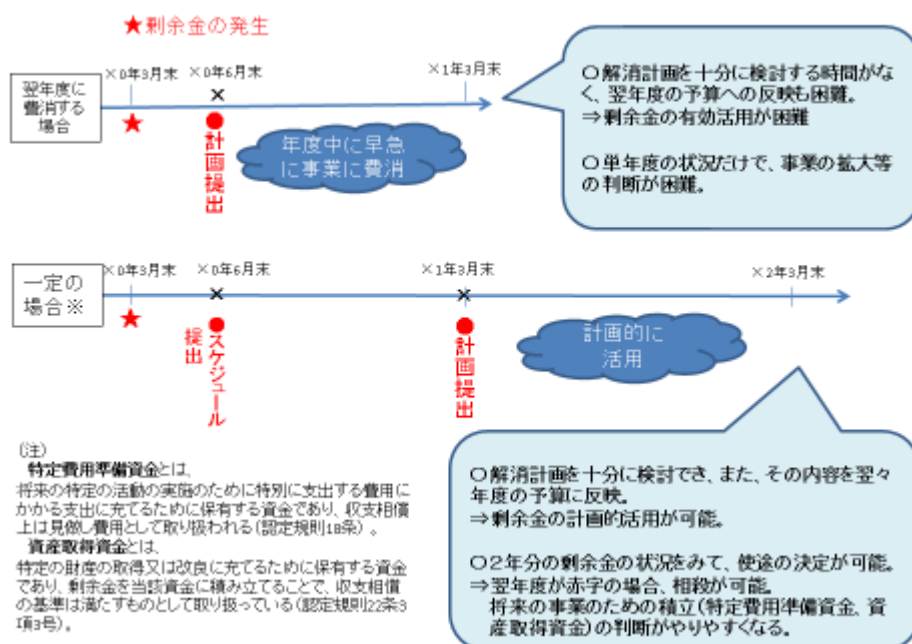 ★剰余金の発生
×0年3月末
×0年6月末
×1年3月末
翌年度に
費消する
場合
×
★
●計画提出
年度中に早急
に事業に費消
〇解消計画を十分に検討する時間がな
く、翌年度の予算への反映も困難。
⇒剰余金の有効活用が困難
〇単年度の状況だけで、事業の拡大等
の判断が困難。
×0年3月末
×0年6月末
×1年3月末
×2年3月末
一定の
場合※
×
×
★
●スケジュール
提出
●計画提出
計画的に
活用
(注)
特定費用準備資金とは、
将来の特定の活動の実施のために特別に支出する費用に
かかる支出に充てるために保有する資金であり、収支相償
上は見做し費用として取り扱われる(認定規則18条)。
資産取得資金とは、
特定の財産の取得又は改良に充てるために保有する資金
であり、剰余金を当該資金に積み立てることで、収支相償
の基準は満たすものとして取り扱っている(認定規則22条3
項3号)。
〇解消計画を十分に検討でき、また、その内容を翌々
年度の予算に反映。
⇒剰余金の計画的活用が可能。
〇2年分の剰余金の状況をみて、使途の決定が可能。
⇒翌年度が赤字の場合、相殺が可能。
将来の事業のための積立(特定費用準備資金、資
産取得資金)の判断がやりやすくなる。